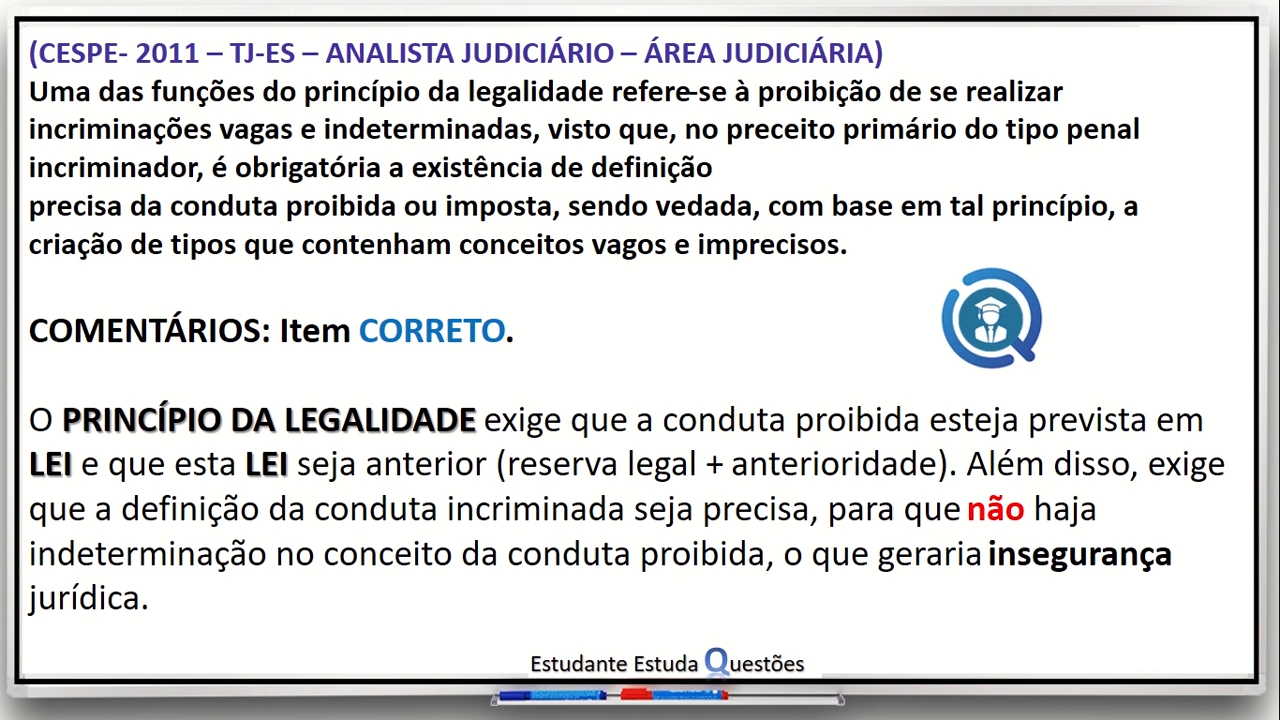 (CESPE- 2011 – TJ-ES – ANALISTA JUDICIÁRIO – ÁREA JUDICIÁRIA)
Uma das funções do princípio da legalidade refere-se à proibição de se realizar
incriminações vagas e indeterminadas, visto que, no preceito primário do tipo penal
incriminador, é obrigatória a existência de definição
precisa da conduta proibida ou imposta, sendo vedada, com base em tal princípio, a
criação de tipos que contenham conceitos vagos e imprecisos.
COMENTÁRIOS: Item CORRETO.
O PRINCÍPIO DA LEGALIDADE exige que a conduta proibida esteja prevista em
LEI e que esta LEI seja anterior (reserva legal + anterioridade). Além disso, exige
que a definição da conduta incriminada seja precisa, para que não haja
indeterminação no conceito da conduta proibida, o que geraria insegurança
jurídica.
Estudante Estuda Questões